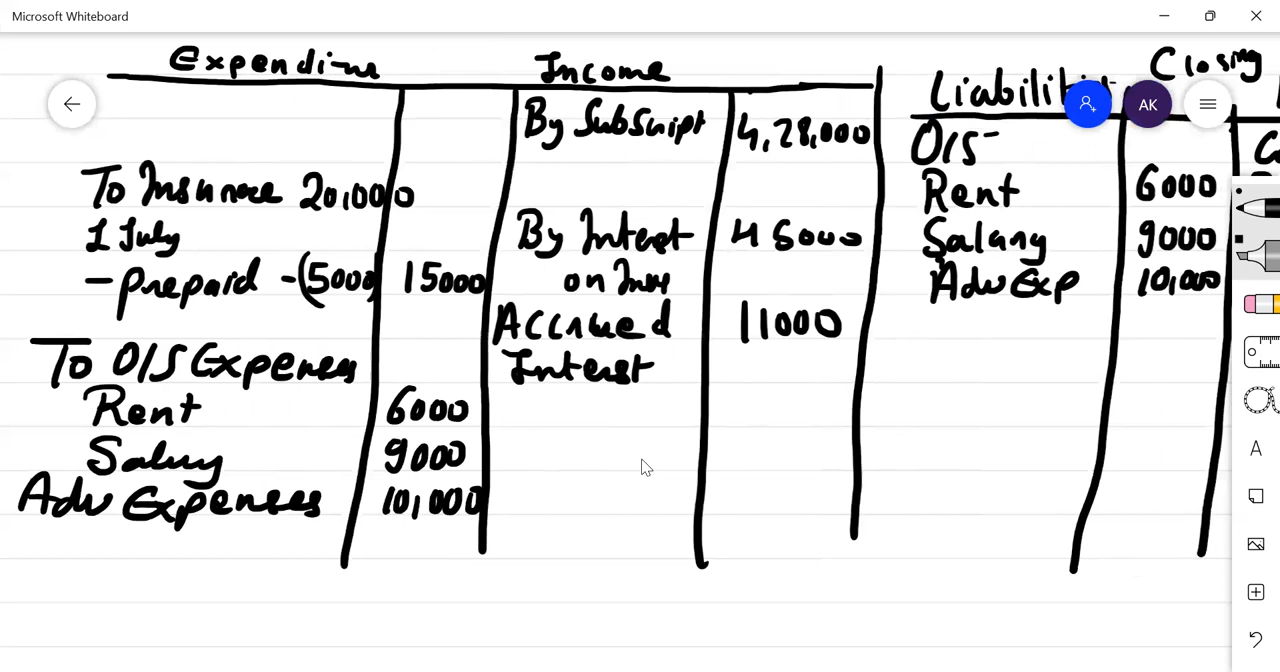 Microsoft Whiteboard
Expenditure Income
By Subscript 4,28,000
To Insurance 20,000
1 July
- prepaid -(5000) 15000
By Interest 45000
on Inve
Accrued 11000
Interest
To O/S Expenses
Rent 6000
Salary 9000
Adv Expenses 10,000
Closing
Liabilit
AK
O/S
Rent 6000
Salary 9000
Adv Exp 10,000
A